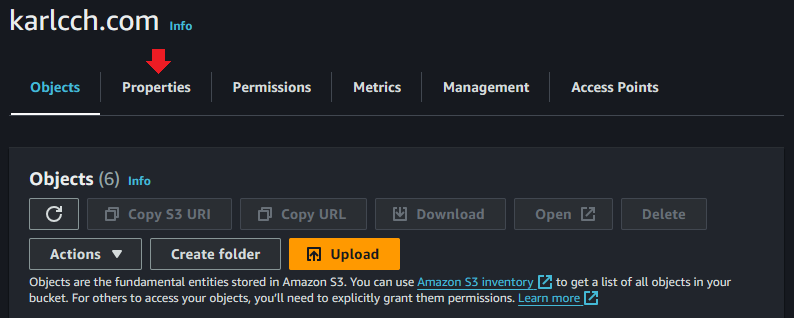 karlcch.com Info
Objects Properties Permissions Metrics Management Access Points
Objects (6) Info
Copy S3 URI Copy URL Download Open Delete
Actions Create folder Upload
Objects are the fundamental entities stored in Amazon S3. You can use Amazon S3 inventory to get a list of all objects in your
bucket. For others to access your objects, you'll need to explicitly grant them permissions. Learn more